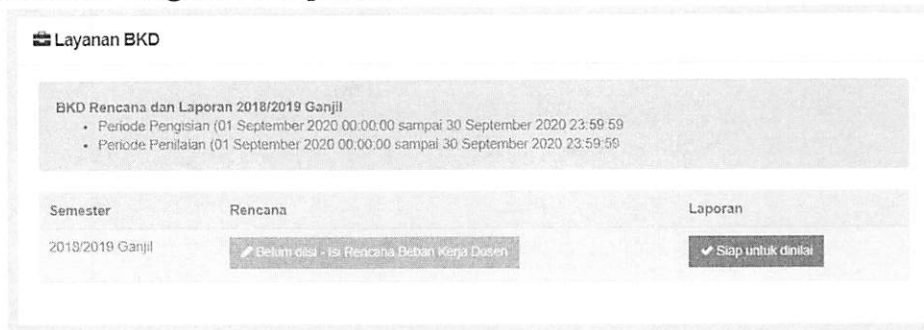 Layanan BKD
BKD Rencana dan Laporan 2018/2019 Ganjil
• Periode Pengisian (01 September 2020 00:00:00 sampai 30 September 2020 23:59:59
• Periode Penilaian (01 September 2020 00:00:00 sampai 30 September 2020 23:59:59
Semester Rencana Laporan
2018/2019 Ganjil Belum diisi - Isi Rencana Beban Kerja Dosen Siap untuk dinilai